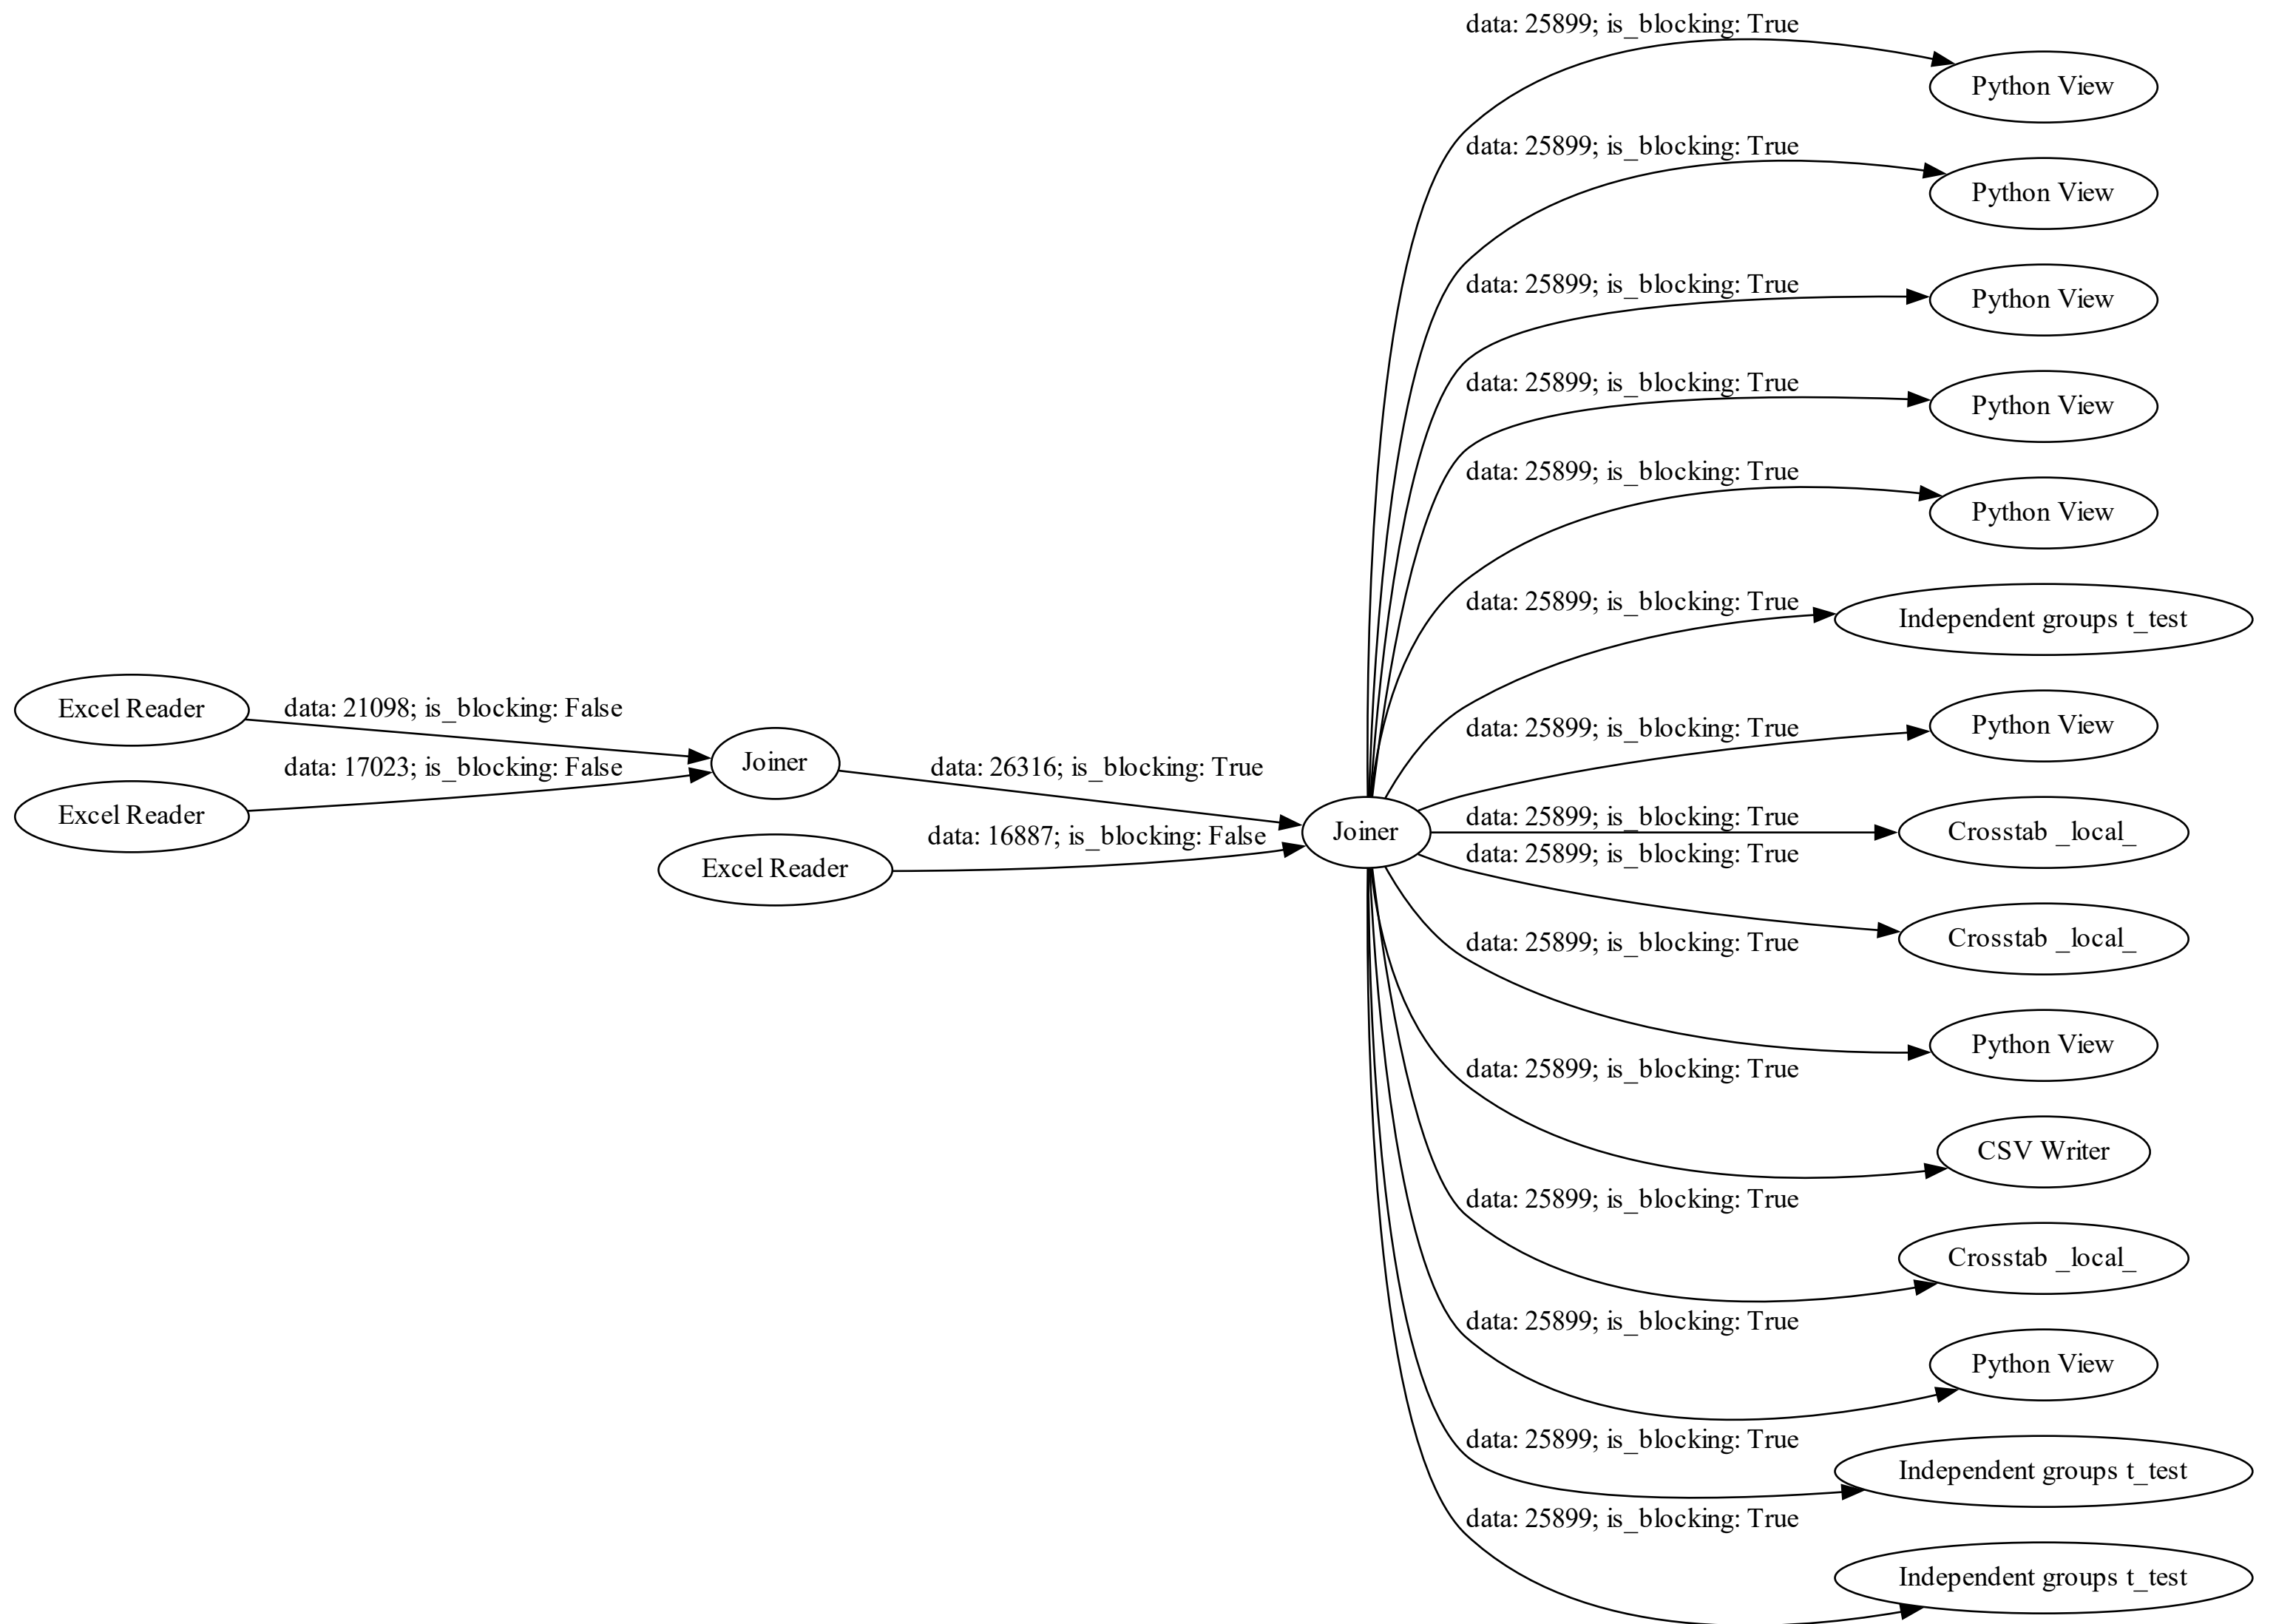 data: 25899; is_blocking: True
Python View
data: 25899; is_blocking: True
Python View
data: 25899; is_blocking: True
Python View
data: 25899; is_blocking: True
Python View
data: 25899; is_blocking: True
Python View
data: 25899; is_blocking: True
Independent groups t_test
Excel Reader
data: 21098; is_blocking: False
data: 25899; is_blocking: True
Python View
Excel Reader
data: 17023; is_blocking: False
Joiner
data: 26316; is_blocking: True
Excel Reader
data: 16887; is_blocking: False
Joiner
data: 25899; is_blocking: True
Crosstab _local_
data: 25899; is_blocking: True
Crosstab _local_
data: 25899; is_blocking: True
Python View
data: 25899; is_blocking: True
CSV Writer
data: 25899; is_blocking: True
Crosstab _local_
data: 25899; is_blocking: True
Python View
data: 25899; is_blocking: True
Independent groups t_test
data: 25899; is_blocking: True
Independent groups t_test